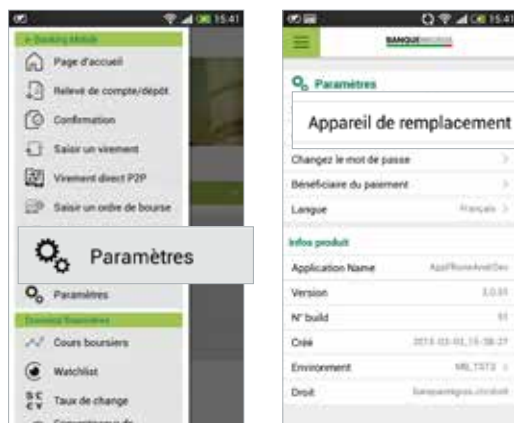 15:41
e-Banking Mobile
Page d'accueil
Relevé de compte/dépôt
Confirmation
Saisir un virement
Virement direct P2P
Saisir un ordre de bourse
Paramètres
Paramètres
Cours boursiers
Watchlist
Taux de change
15:41
BANQUE
Paramètres
Appareil de remplacement
Changez le mot de passe
Bénéficiaire du paiement
Langue Français
Infos produit
Application Name
Version
N° build
Créé
Environment
Droit